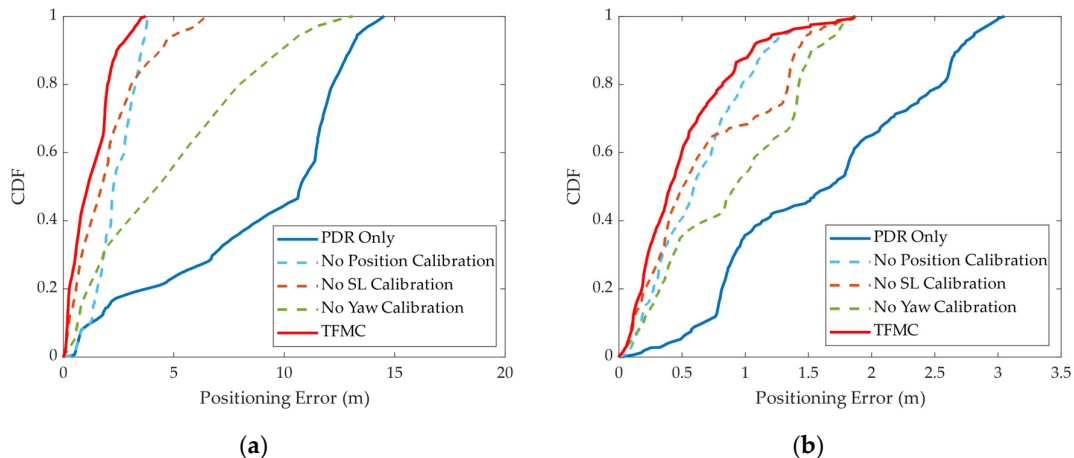 1
0.8
0.6
0.4
0.2
0
CDF
0 5 10 15 20
Positioning Error (m)
PDR Only
No Position Calibration
No SL Calibration
No Yaw Calibration
TFMC
(a)
1
0.8
0.6
0.4
0.2
0
CDF
0 0.5 1 1.5 2 2.5 3 3.5
Positioning Error (m)
PDR Only
No Position Calibration
No SL Calibration
No Yaw Calibration
TFMC
(b)